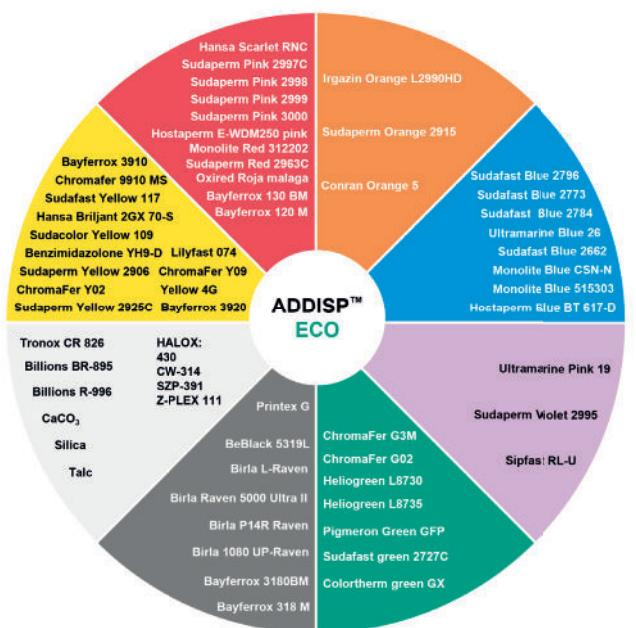 Hansa Scarlet RNC
Sudaperm Pink 2997C
Sudaperm Pink 2998
Sudaperm Pink 2999
Sudaperm Pink 3000
Hostaperm E-WDM250 pink
Monolite Red 312202
Sudaperm Red 2963C
Oxired Roja malaga
Bayferrox 130 BM
Bayferrox 120 M
Irgazin Orange L2990HD
Sudaperm Orange 2915
Conran Orange 5
Sudafast Blue 2796
Sudafast Blue 2773
Sudafast Blue 2784
Ultramarine Blue 26
Sudafast Blue 2662
Monolite Blue CSN-N
Monolite Blue 515303
Hostaperm Blue BT 617-D
Ultramarine Pink 19
Sudaperm Violet 2995
Sipfast RL-U
ChromaFer G3M
ChromaFer G02
Heliogreen L8730
Heliogreen L8735
Pigmeron Green GFP
Sudafast green 2727C
Colortherm green GX
Printex G
BeBlack 5319L
Birla L-Raven
Birla Raven 5000 Ultra II
Birla P14R Raven
Birla 1080 UP-Raven
Bayferrox 3180BM
Bayferrox 318 M
Tronox CR 826
Billions BR-895
Billions R-996
CaCO₃
Silica
Talc
HALOX:
430
CW-314
SZP-391
Z-PLEX 111
Bayferrox 3910
Chromafer 9910 MS
Sudafast Yellow 117
Hansa Briljant 2GX 70-S
Sudacolor Yellow 109
Benzimidazolone YH9-D
Sudaperm Yellow 2906
ChromaFer Y02
Sudaperm Yellow 2925C
Lilyfast 074
ChromaFer Y09
Yellow 4G
Bayferrox 3920
ADDISP™
ECO